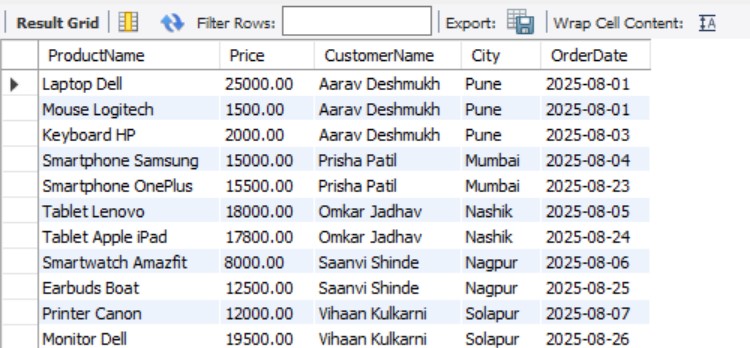 Result Grid Filter Rows: Export: Wrap Cell Content:
ProductName Price CustomerName City OrderDate
Laptop Dell 25000.00 Aarav Deshmukh Pune 2025-08-01
Mouse Logitech 1500.00 Aarav Deshmukh Pune 2025-08-01
Keyboard HP 2000.00 Aarav Deshmukh Pune 2025-08-03
Smartphone Samsung 15000.00 Prisha Patil Mumbai 2025-08-04
Smartphone OnePlus 15500.00 Prisha Patil Mumbai 2025-08-23
Tablet Lenovo 18000.00 Omkar Jadhav Nashik 2025-08-05
Tablet Apple iPad 17800.00 Omkar Jadhav Nashik 2025-08-24
Smartwatch Amazfit 8000.00 Saanvi Shinde Nagpur 2025-08-06
Earbuds Boat 12500.00 Saanvi Shinde Nagpur 2025-08-25
Printer Canon 12000.00 Vihaan Kulkarni Solapur 2025-08-07
Monitor Dell 19500.00 Vihaan Kulkarni Solapur 2025-08-26